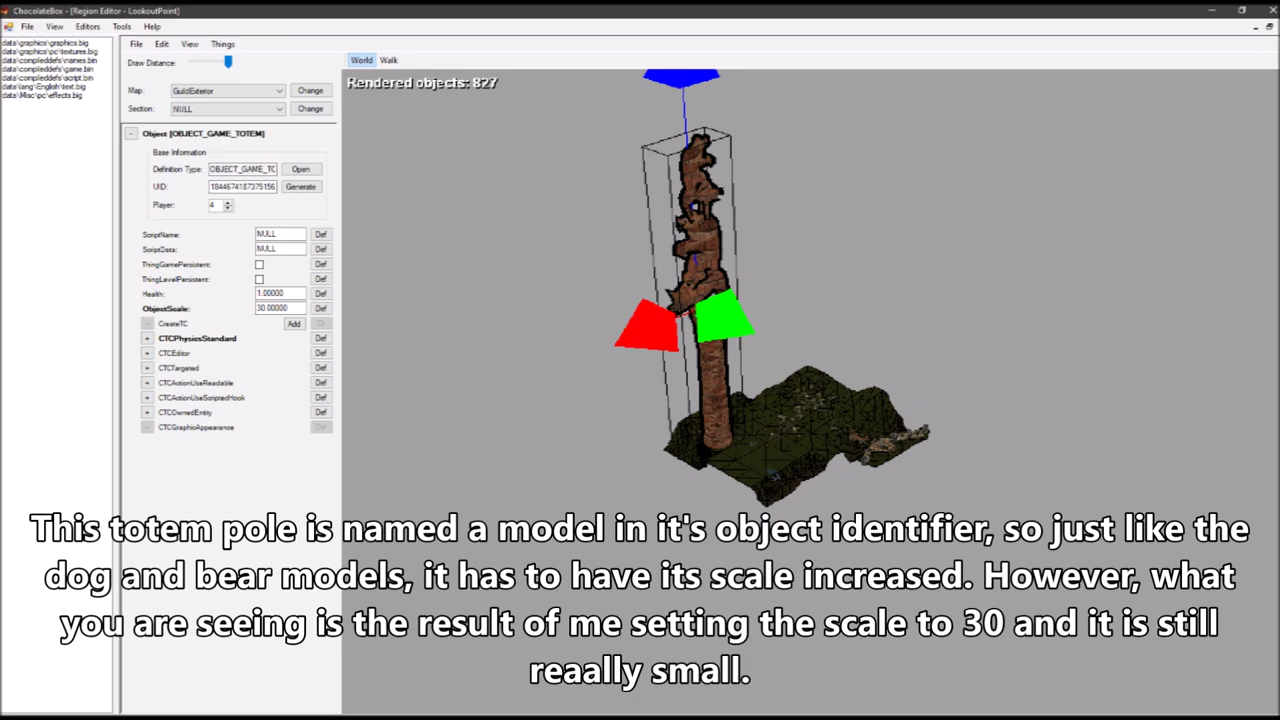 ChocolateBox - [Region Editor - LookoutPoint]
File View Editors Tools Help
data\graphics\graphics.big
data\graphics\pc\textures.big
data\compileddefs\names.bin
data\compileddefs\game.bin
data\compileddefs\script.bin
data\lang\English\text.big
data\Misc\pc\effects.big
File Edit View Things
Draw Distance:
Map: GuildExterior Change
Section: NULL Change
World Walk
Rendered objects: 827
- Object [OBJECT_GAME_TOTEM]
Base Information
Definition Type: OBJECT_GAME_TC Open
UID: 1844674187375156 Generate
Player: 4
ScriptName: NULL Def
ScriptData: NULL Def
ThingGamePersistent: Def
ThingLevelPersistent: Def
Health: 1.00000 Def
ObjectScale: 30.00000 Def
- CreateTC Add Clr
+ CTCPhysicsStandard Def
+ CTCEditor Def
+ CTCTargeted Def
+ CTCActionUseReadable Def
+ CTCActionUseScriptedHook Def
+ CTCOwnedEntity Def
- CTCGraphicAppearance Def
This totem pole is named a model in it's object identifier, so just like the
dog and bear models, it has to have its scale increased. However, what
you are seeing is the result of me setting the scale to 30 and it is still
reaally small.